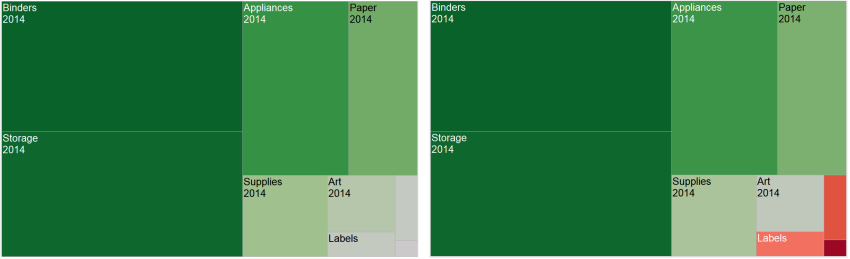 Binders
2014
Appliances
2014
Paper
2014
Storage
2014
Supplies
2014
Art
2014
Labels
Binders
2014
Appliances
2014
Paper
2014
Storage
2014
Supplies
2014
Art
2014
Labels